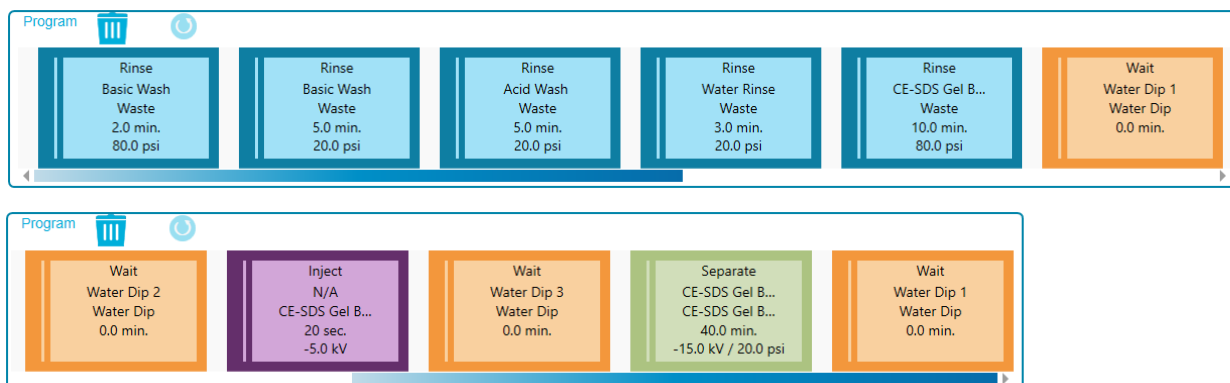 Program
Rinse
Basic Wash
Waste
2.0 min.
80.0 psi
Rinse
Basic Wash
Waste
5.0 min.
20.0 psi
Rinse
Acid Wash
Waste
5.0 min.
20.0 psi
Rinse
Water Rinse
Waste
3.0 min.
20.0 psi
Rinse
CE-SDS Gel B...
Waste
10.0 min.
80.0 psi
Wait
Water Dip 1
Water Dip
0.0 min.
Program
Wait
Water Dip 2
Water Dip
0.0 min.
Inject
N/A
CE-SDS Gel B...
20 sec.
-5.0 kV
Wait
Water Dip 3
Water Dip
0.0 min.
Separate
CE-SDS Gel B...
CE-SDS Gel B...
40.0 min.
-15.0 kV / 20.0 psi
Wait
Water Dip 1
Water Dip
0.0 min.